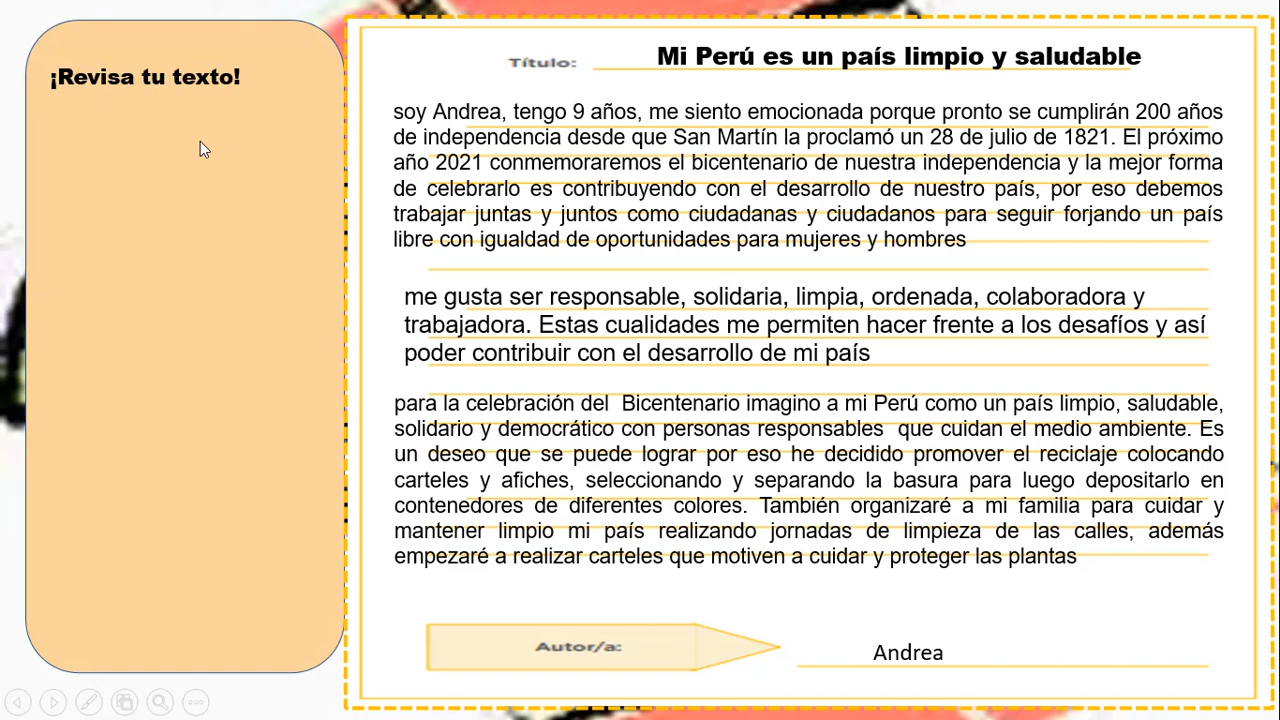 ¡Revisa tu texto!
Título: Mi Perú es un país limpio y saludable
soy Andrea, tengo 9 años, me siento emocionada porque pronto se cumplirán 200 años
de independencia desde que San Martín la proclamó un 28 de julio de 1821. El próximo
año 2021 conmemoraremos el bicentenario de nuestra independencia y la mejor forma
de celebrarlo es contribuyendo con el desarrollo de nuestro país, por eso debemos
trabajar juntas y juntos como ciudadanas y ciudadanos para seguir forjando un país
libre con igualdad de oportunidades para mujeres y hombres
me gusta ser responsable, solidaria, limpia, ordenada, colaboradora y
trabajadora. Estas cualidades me permiten hacer frente a los desafíos y así
poder contribuir con el desarrollo de mi país
para la celebración del  Bicentenario imagino a mi Perú como un país limpio, saludable,
solidario y democrático con personas responsables  que cuidan el medio ambiente. Es
un deseo que se puede lograr por eso he decidido promover el reciclaje colocando
carteles y afiches, seleccionando y separando la basura para luego depositarlo en
contenedores de diferentes colores. También organizaré a mi familia para cuidar y
mantener limpio mi país realizando jornadas de limpieza de las calles, además
empezaré a realizar carteles que motiven a cuidar y proteger las plantas
Autor/a: Andrea